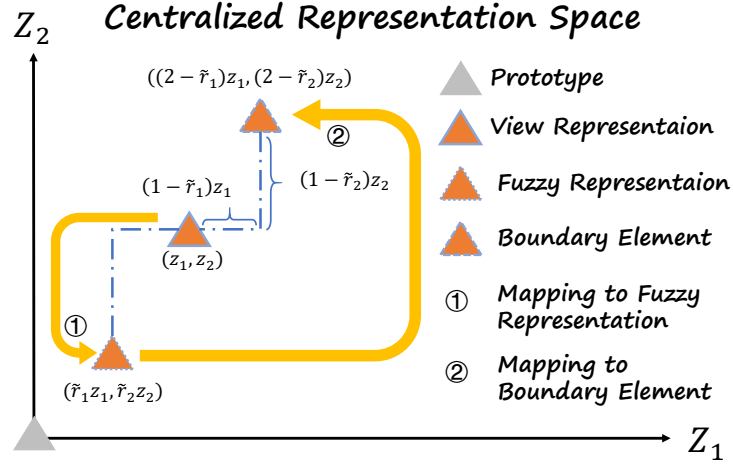 Centralized Representation Space
Z₂
((2 − r̃₁)z₁, (2 − r̃₂)z₂)
②
(1 − r̃₁)z₁
(1 − r̃₂)z₂
(z₁, z₂)
①
(r̃₁z₁, r̃₂z₂)
Z₁
Prototype
View Representaion
Fuzzy Representaion
Boundary Element
① Mapping to Fuzzy
Representation
② Mapping to
Boundary Element